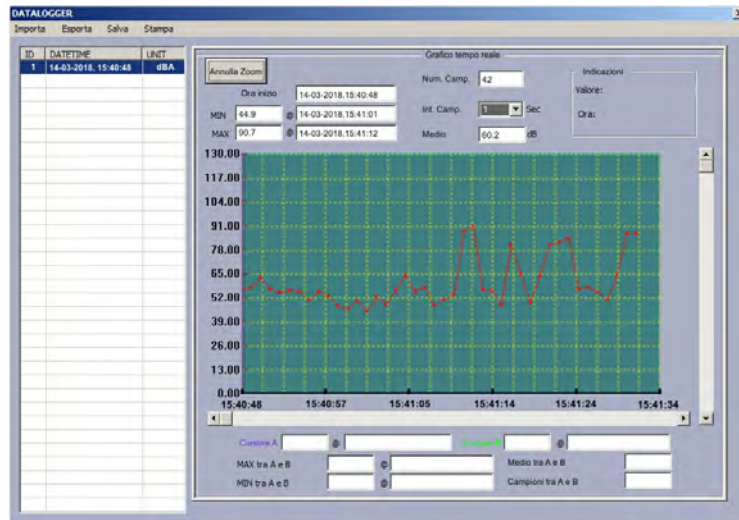 DATALOGGER
Importa Esporta Salva Stampa
ID DATETIME UNIT
1 14-03-2018, 15:40:48 dBA
Grafico tempo reale
Annulla Zoom
Num. Camp. 42
Indicazioni
Ora inizio 14-03-2018,15:40:48
Valore:
MIN 44.9 @ 14-03-2018,15:41:01
Int. Camp. 1 Sec
Ora:
MAX 90.7 @ 14-03-2018,15:41:12
Medio 60.2 dB
130.00
117.00
104.00
91.00
78.00
65.00
52.00
39.00
26.00
13.00
0.00
15:40:48 15:40:57 15:41:05 15:41:14 15:41:24 15:41:34
Cursore A @ Cursore B @
MAX tra A e B @ Medio tra A e B
MIN tra A e B @ Campioni tra A e B